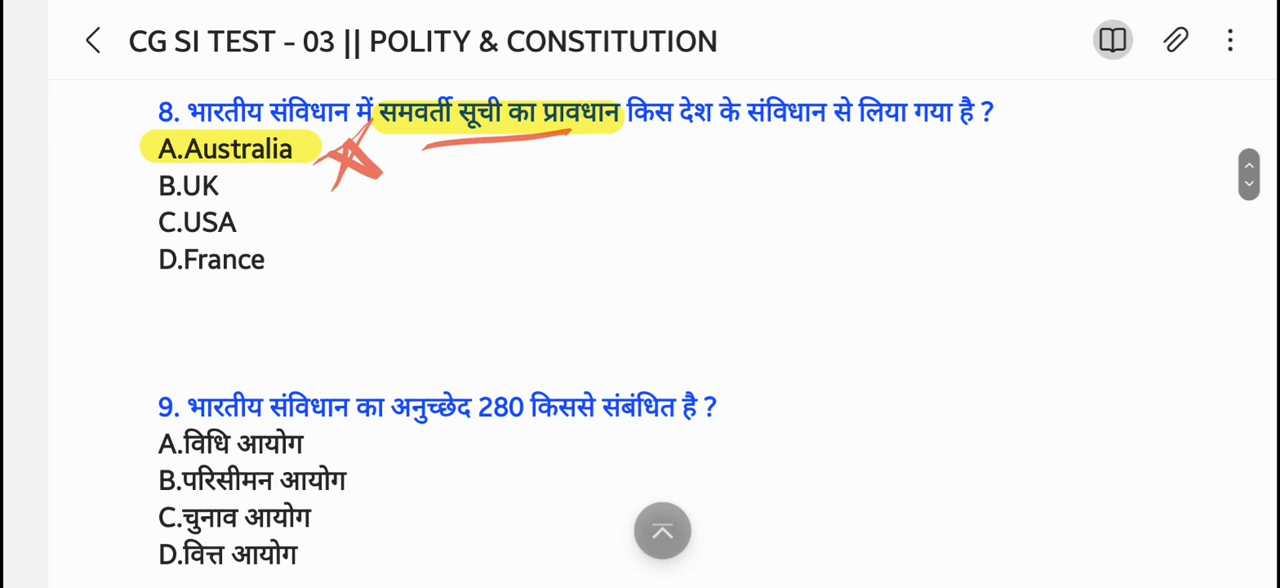 CG SI TEST - 03 || POLITY & CONSTITUTION
8. भारतीय संविधान में समवर्ती सूची का प्रावधान किस देश के संविधान से लिया गया है ?
A.Australia
B.UK
C.USA
D.France
9. भारतीय संविधान का अनुच्छेद 280 किससे संबंधित है ?
A.विधि आयोग
B.परिसीमन आयोग
C.चुनाव आयोग
D.वित्त आयोग